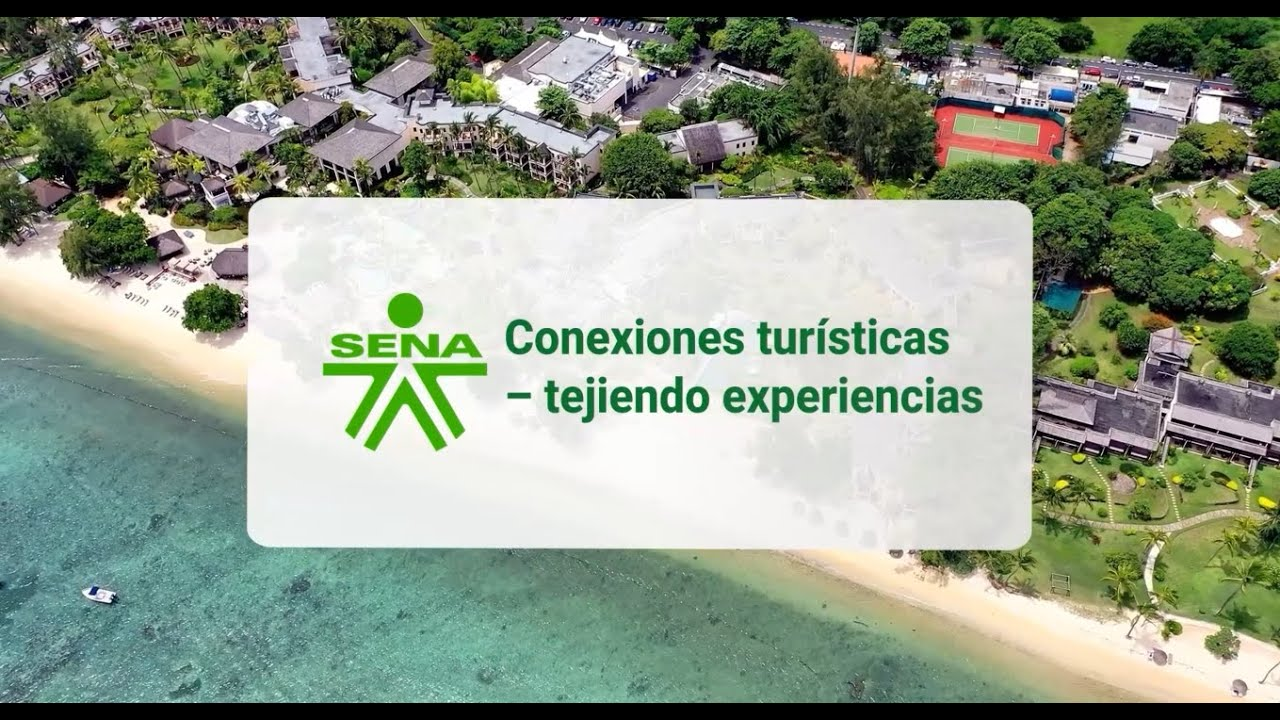 SENA
Conexiones turísticas
– tejiendo experiencias